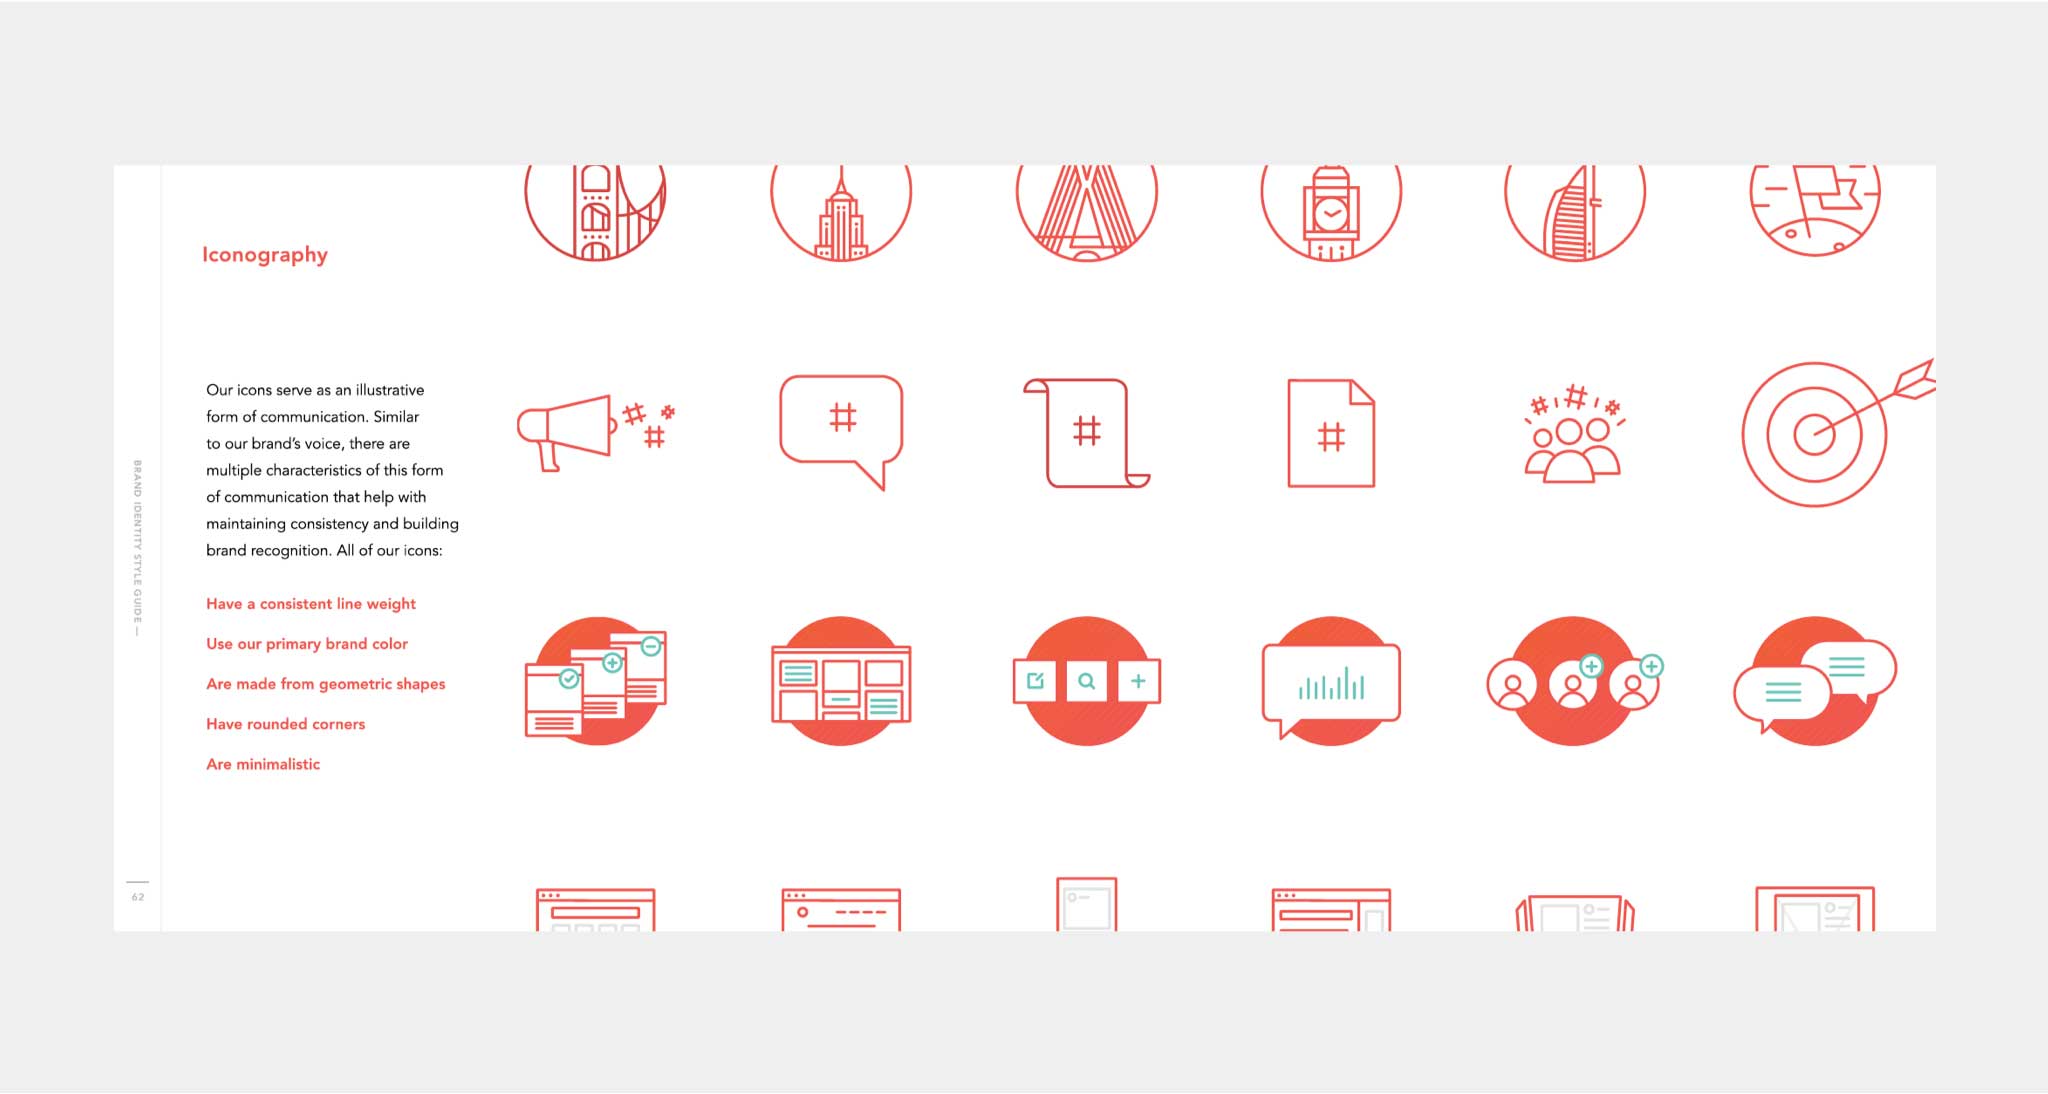 Iconography
Our icons serve as an illustrative
form of communication. Similar
to our brand’s voice, there are
multiple characteristics of this form
of communication that help with
maintaining consistency and building
brand recognition. All of our icons:
Have a consistent line weight
Use our primary brand color
Are made from geometric shapes
Have rounded corners
Are minimalistic
BRAND IDENTITY STYLE GUIDE —
62
# # #
#
#
#
# # #